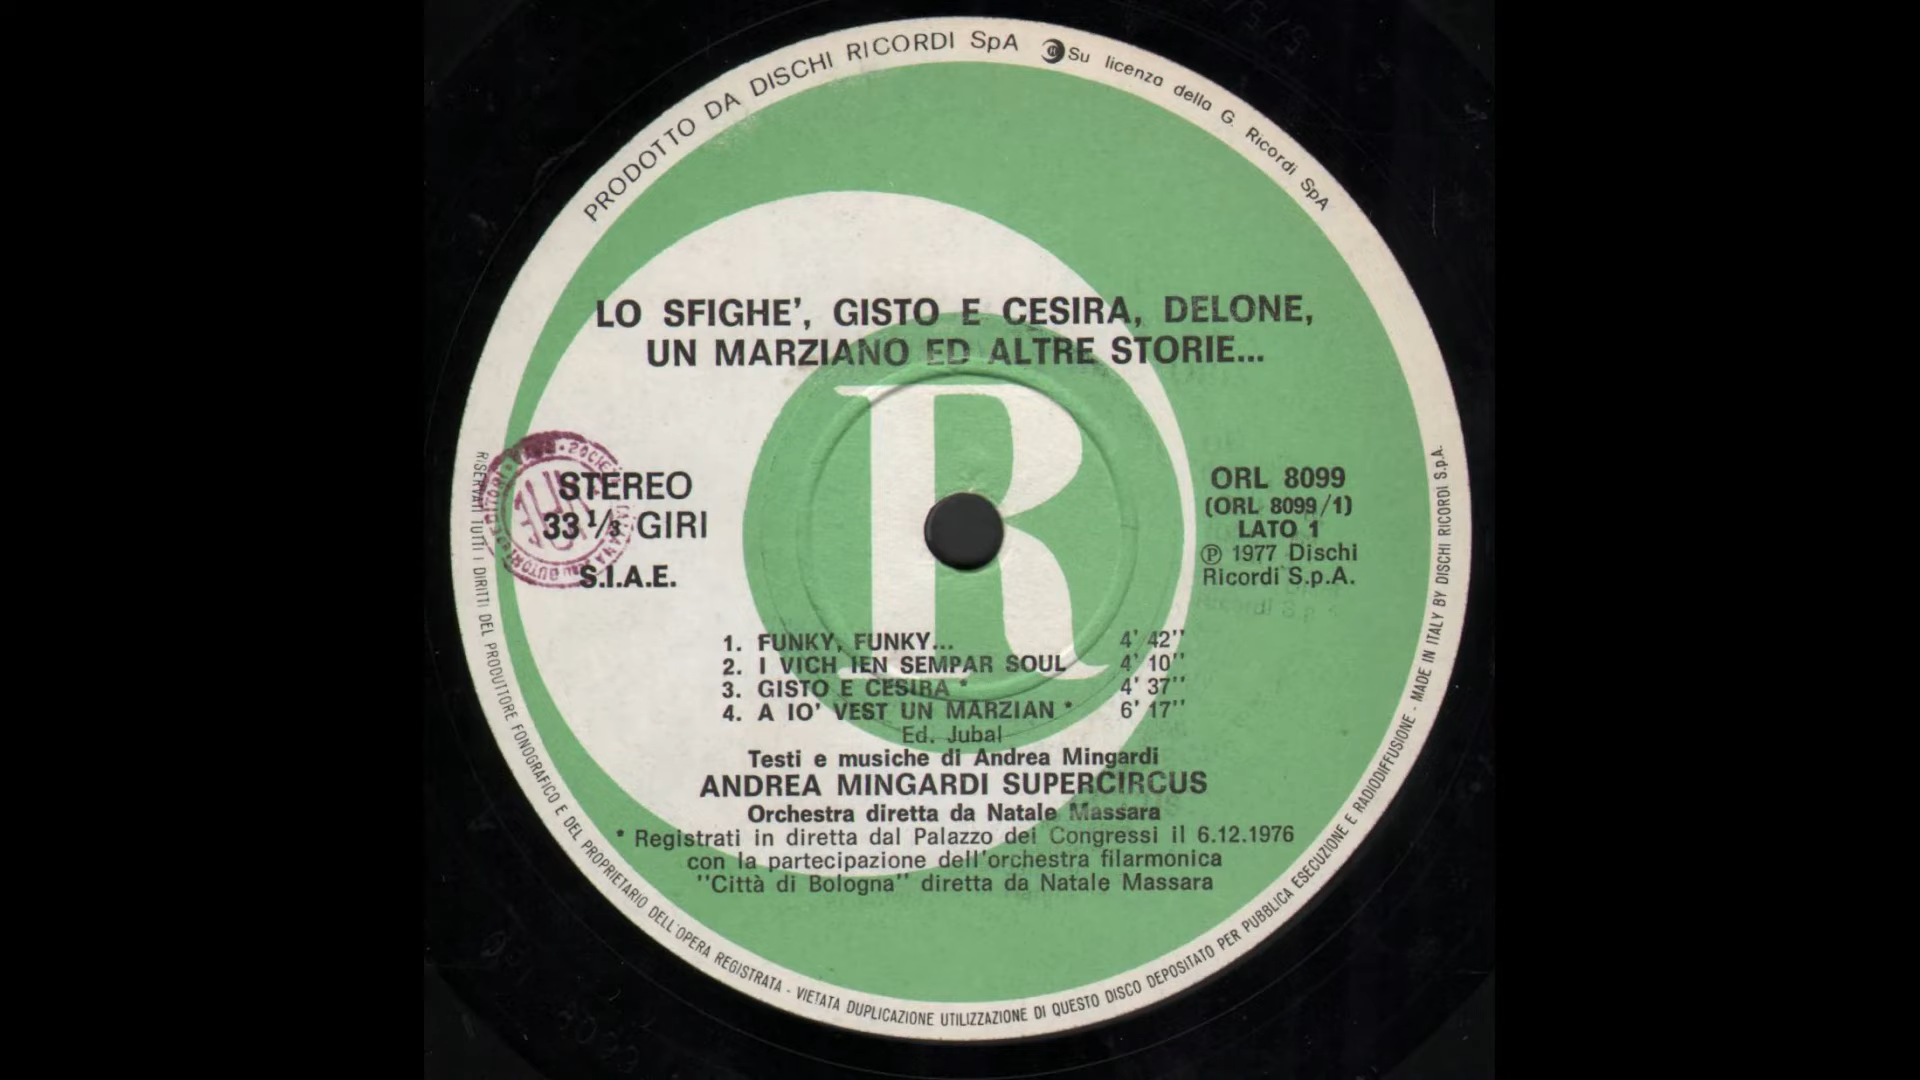 PRODOTTO DA DISCHI RICORDI SpA
Su licenza della G. Ricordi SpA
LO SFIGHE', GISTO E CESIRA, DELONE,
UN MARZIANO ED ALTRE STORIE...
R
STEREO
33 ⅓ GIRI
S.I.A.E.
ORL 8099
(ORL 8099/1)
LATO 1
℗ 1977 Dischi
Ricordi S.p.A.
1. FUNKY, FUNKY... 4' 42''
2. I VICH IEN SEMPAR SOUL 4' 10''
3. GISTO E CESIRA * 4' 37''
4. A IO' VEST UN MARZIAN * 6' 17''
Ed. Jubal
Testi e musiche di Andrea Mingardi
ANDREA MINGARDI SUPERCIRCUS
Orchestra diretta da Natale Massara
* Registrati in diretta dal Palazzo dei Congressi il 6.12.1976
con la partecipazione dell'orchestra filarmonica
"Città di Bologna" diretta da Natale Massara
RISERVATI TUTTI I DIRITTI DEL PRODUTTORE FONOGRAFICO E DEL PROPRIETARIO DELL'OPERA REGISTRATA - VIETATA DUPLICAZIONE UTILIZZAZIONE DI QUESTO DISCO DEPOSITATO PER PUBBLICA ESECUZIONE E RADIODIFFUSIONE - MADE IN ITALY BY DISCHI RICORDI S.p.A.